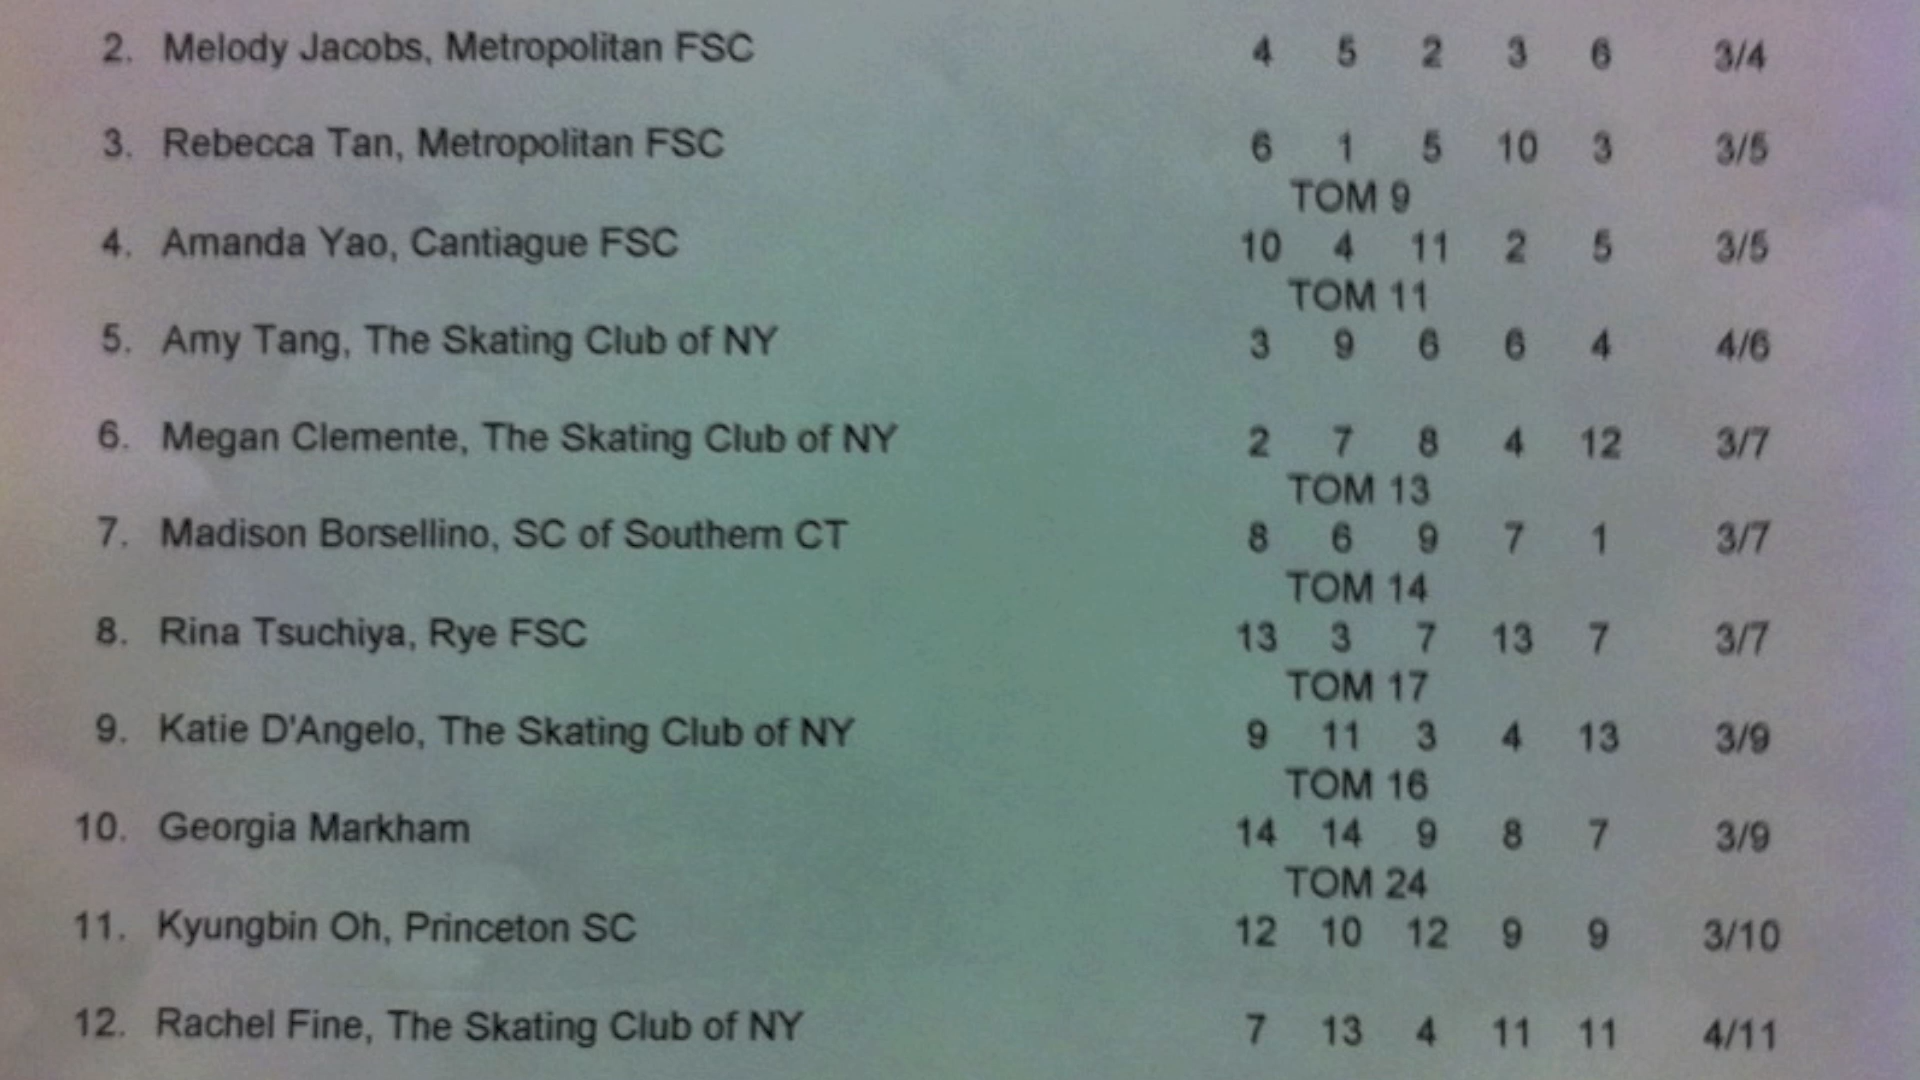 2. Melody Jacobs, Metropolitan FSC 4 5 2 3 6 3/4
3. Rebecca Tan, Metropolitan FSC 6 1 5 10 3 3/5
TOM 9
4. Amanda Yao, Cantiague FSC 10 4 11 2 5 3/5
TOM 11
5. Amy Tang, The Skating Club of NY 3 9 6 6 4 4/6
6. Megan Clemente, The Skating Club of NY 2 7 8 4 12 3/7
TOM 13
7. Madison Borsellino, SC of Southern CT 8 6 9 7 1 3/7
TOM 14
8. Rina Tsuchiya, Rye FSC 13 3 7 13 7 3/7
TOM 17
9. Katie D'Angelo, The Skating Club of NY 9 11 3 4 13 3/9
TOM 16
10. Georgia Markham 14 14 9 8 7 3/9
TOM 24
11. Kyungbin Oh, Princeton SC 12 10 12 9 9 3/10
12. Rachel Fine, The Skating Club of NY 7 13 4 11 11 4/11